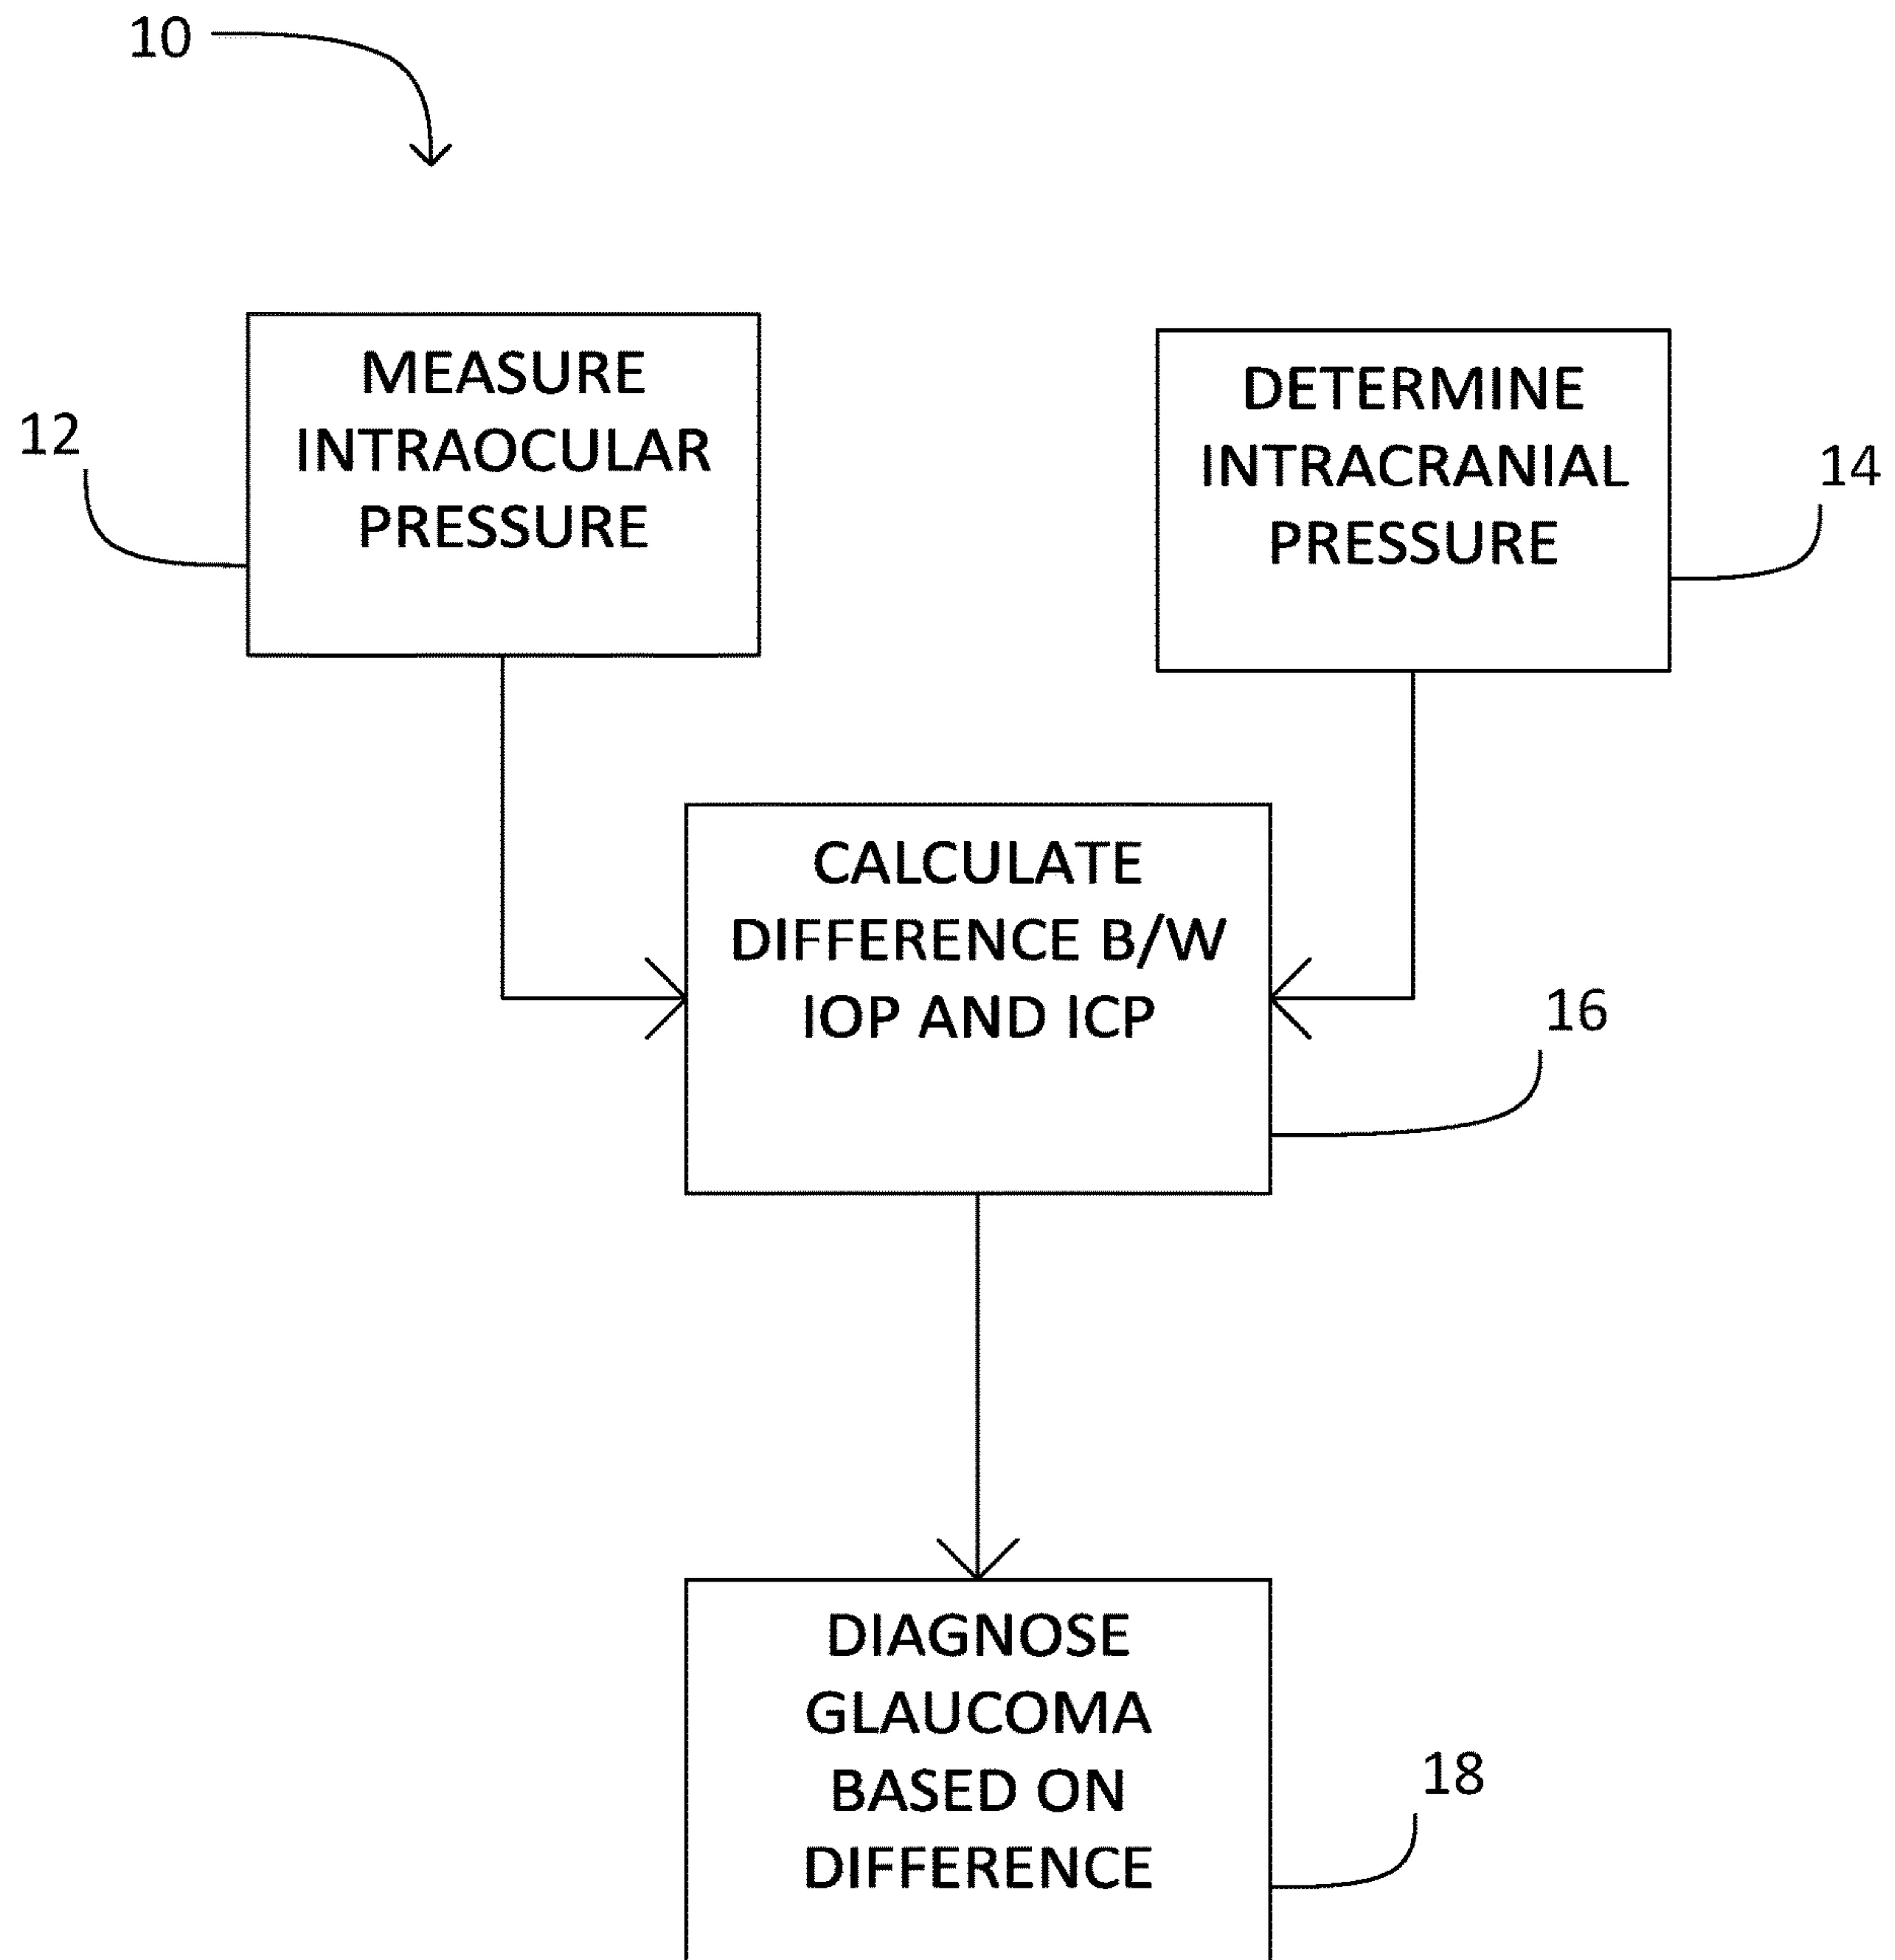 10
MEASURE
INTRAOCULAR
PRESSURE
12
DETERMINE
INTRACRANIAL
PRESSURE
14
CALCULATE
DIFFERENCE B/W
IOP AND ICP
16
DIAGNOSE
GLAUCOMA
BASED ON
DIFFERENCE
18